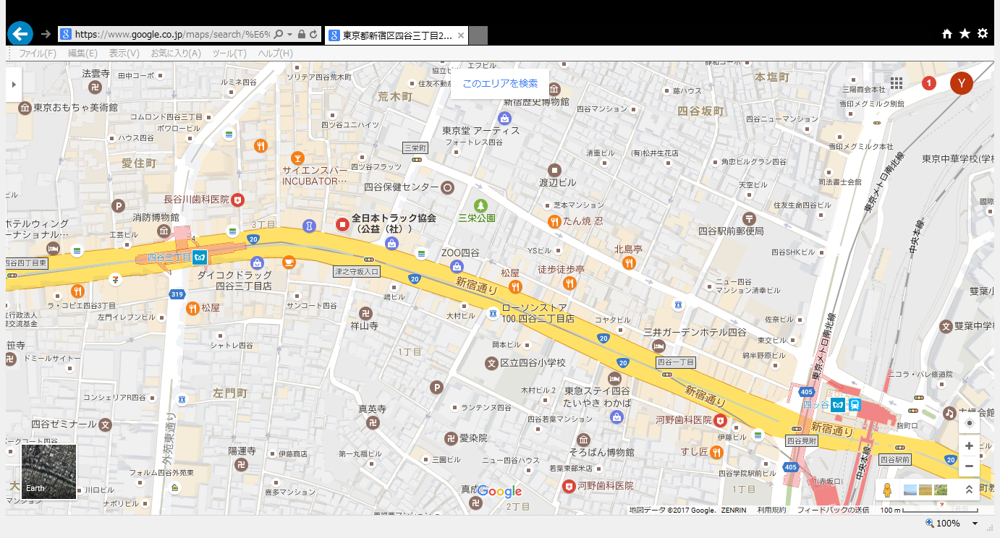 https://www.google.co.jp/maps/search/%E6%
東京都新宿区四谷三丁目2...
ファイル(F) 編集(E) 表示(V) お気に入り(A) ツール(T) ヘルプ(H)
このエリアを検索
1
Y
法雲寺
田中コーポ
ルミネ四谷
ソリテア四谷荒木町
エフビル
住友不動産
荒木町
新宿歴史博物館
藤ハウス
本塩町
三陽商会本社
雪印メグミルク別館
東京おもちゃ美術館
コムロンド四谷三丁目
ボワロービル
ハウス四谷
四ツ谷ユニハイツ
東京堂 アーティス
フォートレス四谷
四谷マンション
四谷坂町
四谷ニューマンション
雪印メグミルク本社
愛住町
サイエンスバー
INCUBATOR…
四ツ谷フラッツ
三栄町
清重ビル
(有)松井生花店
角忠ビルグラン四谷
東京中華学校(学校
司法書士会館
東京メトロ南北線
長谷川歯科医院
四谷保健センター
渡辺ビル
天空ビル
住友生命四谷ビル
国際
消防博物館
ホテルウィング
ーナショナル…
工芸ビル
3丁目
全日本トラック協会
（公益（社））
三栄公園
芝本マンション
たん焼 忍
四谷駅前郵便局
中央本線
20
4
四谷四丁目東
四谷三丁目
1
ダイコクドラッグ
四谷三丁目店
津之守坂入口
ZOO四谷
YSビル
北島亭
四谷SHKビル
20
新宿通り
松屋
徒歩徒歩亭
ニュー四谷
マンション清幸ビル
雙葉小
319
ラ・コピエ四谷3丁目
松屋
サンコート四谷
嶋ビル
大村ビル
ローソンストア
100 四谷二丁目店
コヤタビル
佐奈ビル
立行政法人
左門イレブンビル
祥山寺
雙葉中学
20
三井ガーデンホテル四谷
東交ビル
笹寺
シャトレ四谷
岡本ビル
ドミールサイトー
1丁目
区立四谷小学校
20
四谷一丁目
綿半野原ビル
東京メトロ南北線
ニコラ・バレ修道院
左門町
木村ビル.2
東急ステイ四谷
たいやき わかば
新宿通り
405
コンシェリアR四谷
真英寺
ランテンヌ四谷
四ッ谷
四谷ゼミナール
四谷若葉マンション
河野歯科医院
新宿通り
麹町口
外苑東通り
愛染院
伊藤ビル
四谷見附
陽運寺
伊藤商店
第一丸福ビル
三園ビル
ニュー四谷ハウス
そろばん博物館
すし匠
四谷駅前
20
フォルム四谷外苑東
若葉東部米店
四谷学院駅前ビル
405
中央本線
Earth
川口ビル
喜多マンション
河野歯科医院
(赤坂口)
ナポリビル
Google
2丁目
1丁目
地図データ ©2017 Google、ZENRIN 利用規約 フィードバックの送信 100 m
100%